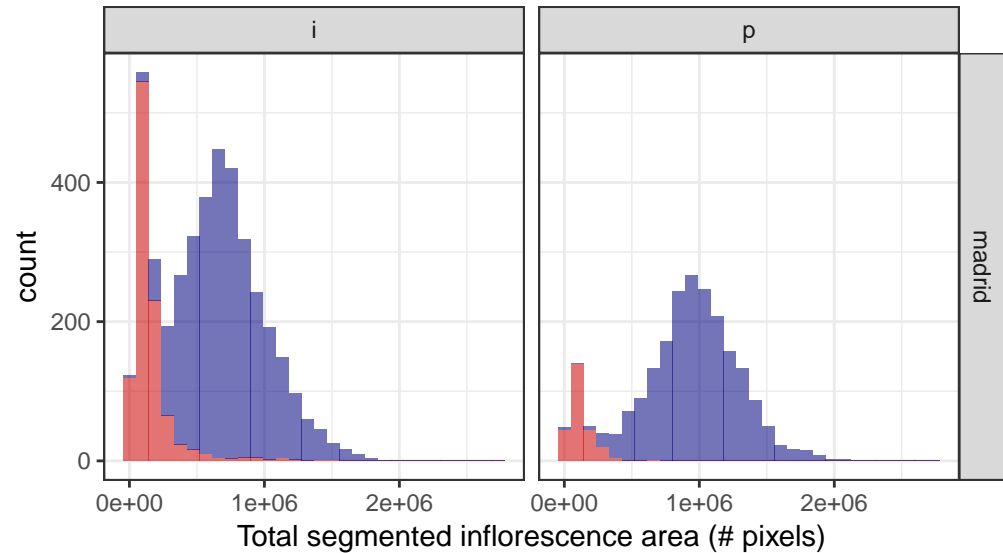 i
p
madrid
count
400
200
0
0e+00
1e+06
2e+06
0e+00
1e+06
2e+06
Total segmented inflorescence area (# pixels)